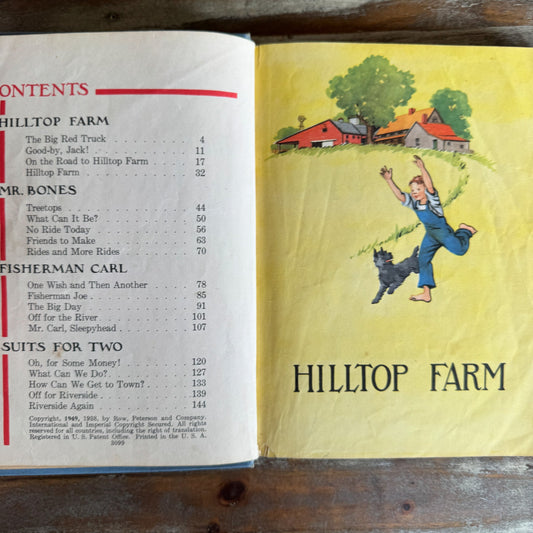 ONTENTS
HILLTOP FARM
The Big Red Truck . . . . . . . . 4
Good-by, Jack! . . . . . . . . . 11
On the Road to Hilltop Farm . . . . 17
Hilltop Farm . . . . . . . . . . 32
MR. BONES
Treetops . . . . . . . . . . . 44
What Can It Be? . . . . . . . . . 50
No Ride Today . . . . . . . . . 56
Friends to Make . . . . . . . . . 63
Rides and More Rides . . . . . . . 70
FISHERMAN CARL
One Wish and Then Another . . . . . 78
Fisherman Joe . . . . . . . . . . 85
The Big Day . . . . . . . . . . 91
Off for the River . . . . . . . . . 101
Mr. Carl, Sleepyhead . . . . . . . 107
SUITS FOR TWO
Oh, for Some Money! . . . . . . . 120
What Can We Do? . . . . . . . . . 127
How Can We Get to Town? . . . . . 133
Off for Riverside . . . . . . . . . 139
Riverside Again . . . . . . . . . 144
Copyright, 1949, by Row, Peterson and Company.
International and Imperial Copyright Secured. All rights
reserved for all countries, including the right of translation.
Registered in U. S. Patent Office. Printed in the U. S. A.
5099
HILLTOP FARM